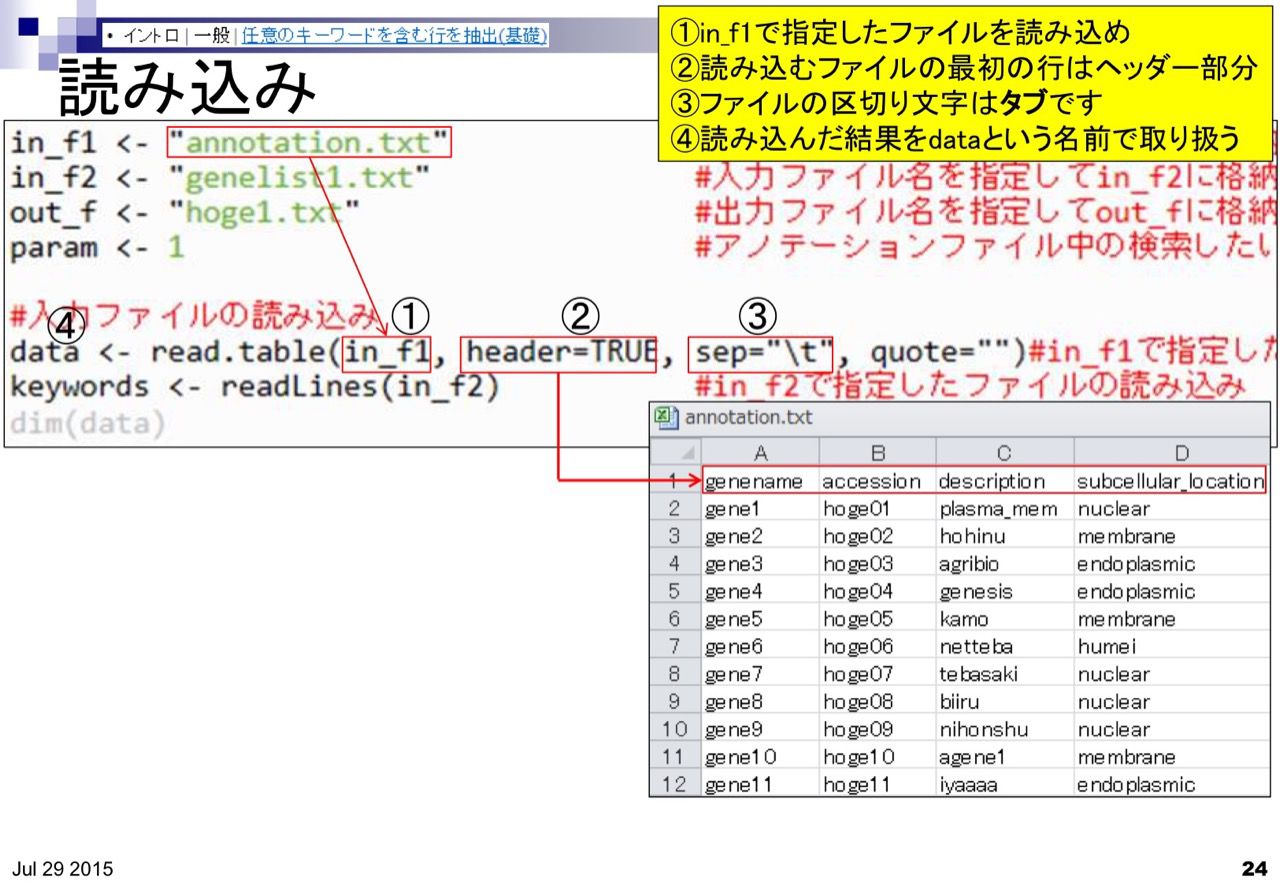 • イントロ | 一般 | 任意のキーワードを含む行を抽出(基礎)
読み込み
①in_f1で指定したファイルを読み込め
②読み込むファイルの最初の行はヘッダー部分
③ファイルの区切り文字はタブです
④読み込んだ結果をdataという名前で取り扱う
in_f1 <- "annotation.txt"
in_f2 <- "genelist1.txt" #入力ファイル名を指定してin_f2に格納
out_f <- "hoge1.txt" #出力ファイル名を指定してout_fに格納
param <- 1 #アノテーションファイル中の検索したい
#入力ファイルの読み込み
④ ① ② ③
data <- read.table(in_f1, header=TRUE, sep="\t", quote="")#in_f1で指定した
keywords <- readLines(in_f2) #in_f2で指定したファイルの読み込み
dim(data)
annotation.txt
A B C D
1 genename accession description subcellular_location
2 gene1 hoge01 plasma_mem nuclear
3 gene2 hoge02 hohinu membrane
4 gene3 hoge03 agribio endoplasmic
5 gene4 hoge04 genesis endoplasmic
6 gene5 hoge05 kamo membrane
7 gene6 hoge06 netteba humei
8 gene7 hoge07 tebasaki nuclear
9 gene8 hoge08 biiru nuclear
10 gene9 hoge09 nihonshu nuclear
11 gene10 hoge10 agene1 membrane
12 gene11 hoge11 iyaaaa endoplasmic
Jul 29 2015
24